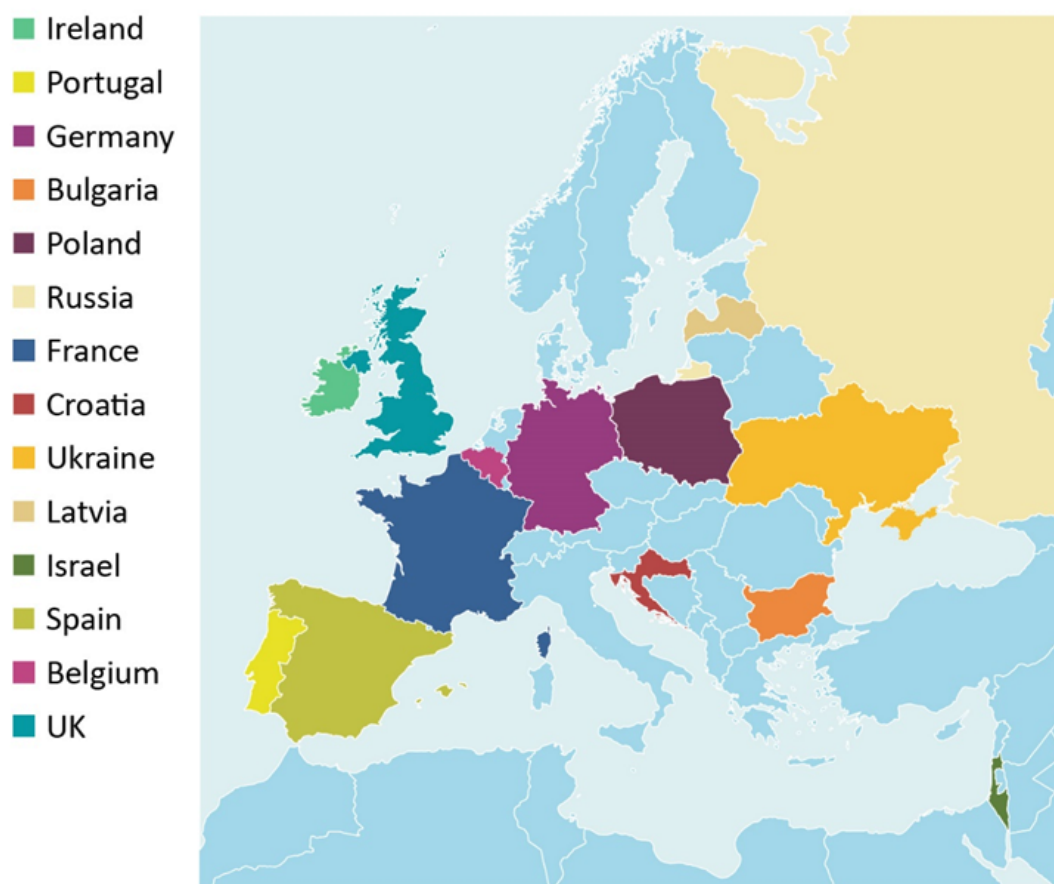 Ireland
Portugal
Germany
Bulgaria
Poland
Russia
France
Croatia
Ukraine
Latvia
Israel
Spain
Belgium
UK